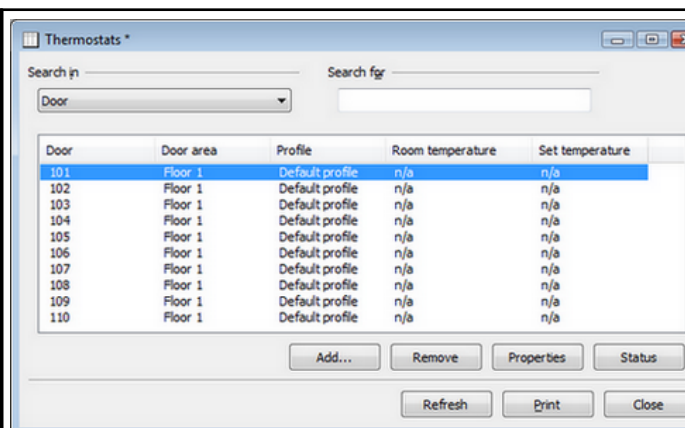 Thermostats *
Search in Search for
Door
Door Door area Profile Room temperature Set temperature
101 Floor 1 Default profile n/a n/a
102 Floor 1 Default profile n/a n/a
103 Floor 1 Default profile n/a n/a
104 Floor 1 Default profile n/a n/a
105 Floor 1 Default profile n/a n/a
106 Floor 1 Default profile n/a n/a
107 Floor 1 Default profile n/a n/a
108 Floor 1 Default profile n/a n/a
109 Floor 1 Default profile n/a n/a
110 Floor 1 Default profile n/a n/a
Add... Remove Properties Status
Refresh Print Close